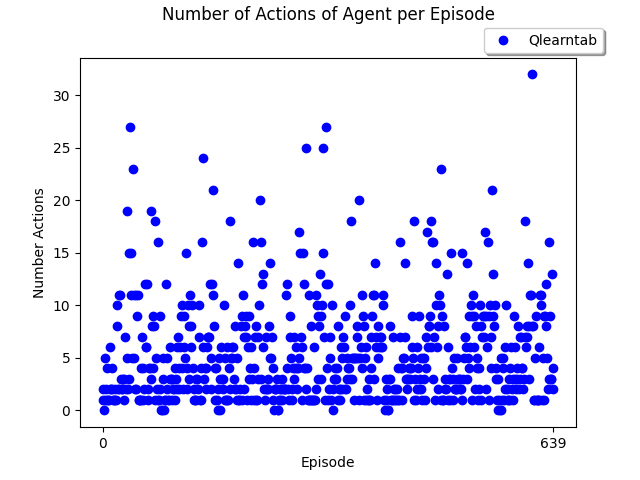 Number of Actions of Agent per Episode
Qlearntab
30
25
20
15
10
5
0
Number Actions
0 639
Episode